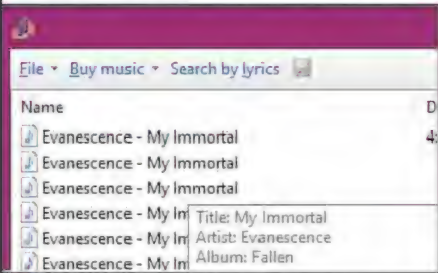 File Buy music Search by lyrics
Name D
Evanescence - My Immortal 4:
Evanescence - My Immortal
Evanescence - My Immortal
Evanescence - My Im Title: My Immortal
Evanescence - My Im Artist: Evanescence
Evanescence - My Im Album: Fallen